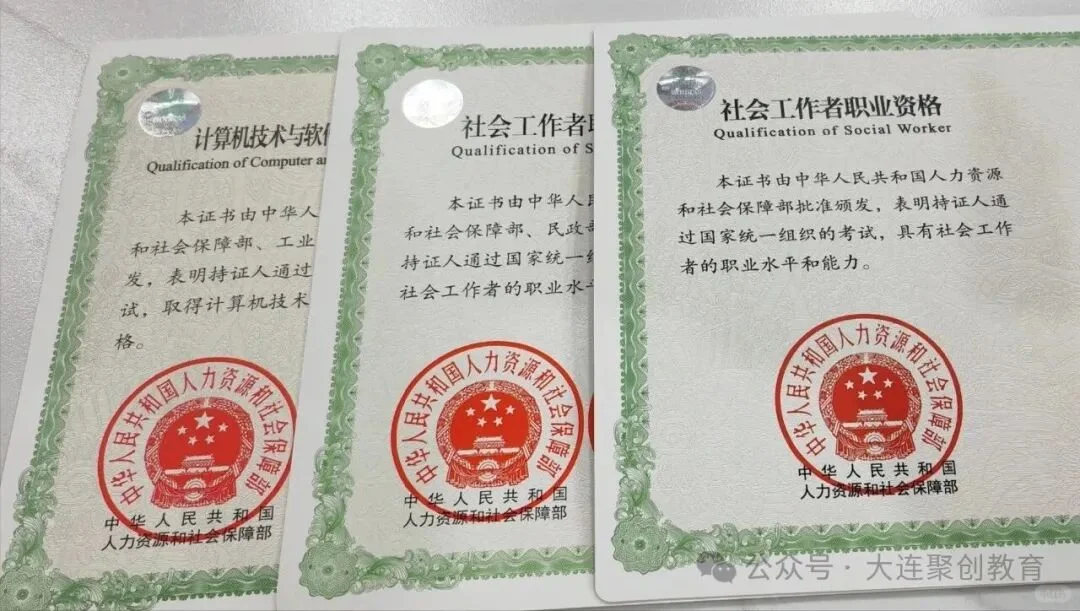 计算机技术与软
Qualification of Computer
本证书由中华人
和社会保障部、工业
发，表明持证人通过
试，取得计算机技术
格。
中华人民共和国人力资源和社会保障部
中华人民共和国
人力资源和社会保障部
社会工作者
Qualification of S
本证书由中华人民
和社会保障部、民政部
持证人通过国家统一
社会工作者的职业水
中华人民共和国人力资源和社会保障部
中华人民共和国
人力资源和社会保障部
社会工作者职业资格
Qualification of Social Worker
本证书由中华人民共和国人力资源
和社会保障部批准颁发，表明持证人通
过国家统一组织的考试，具有社会工作
者的职业水平和能力。
中华人民共和国人力资源和社会保障部
中华人民共和国
人力资源和社会保障部
公众号·大连聚创教育